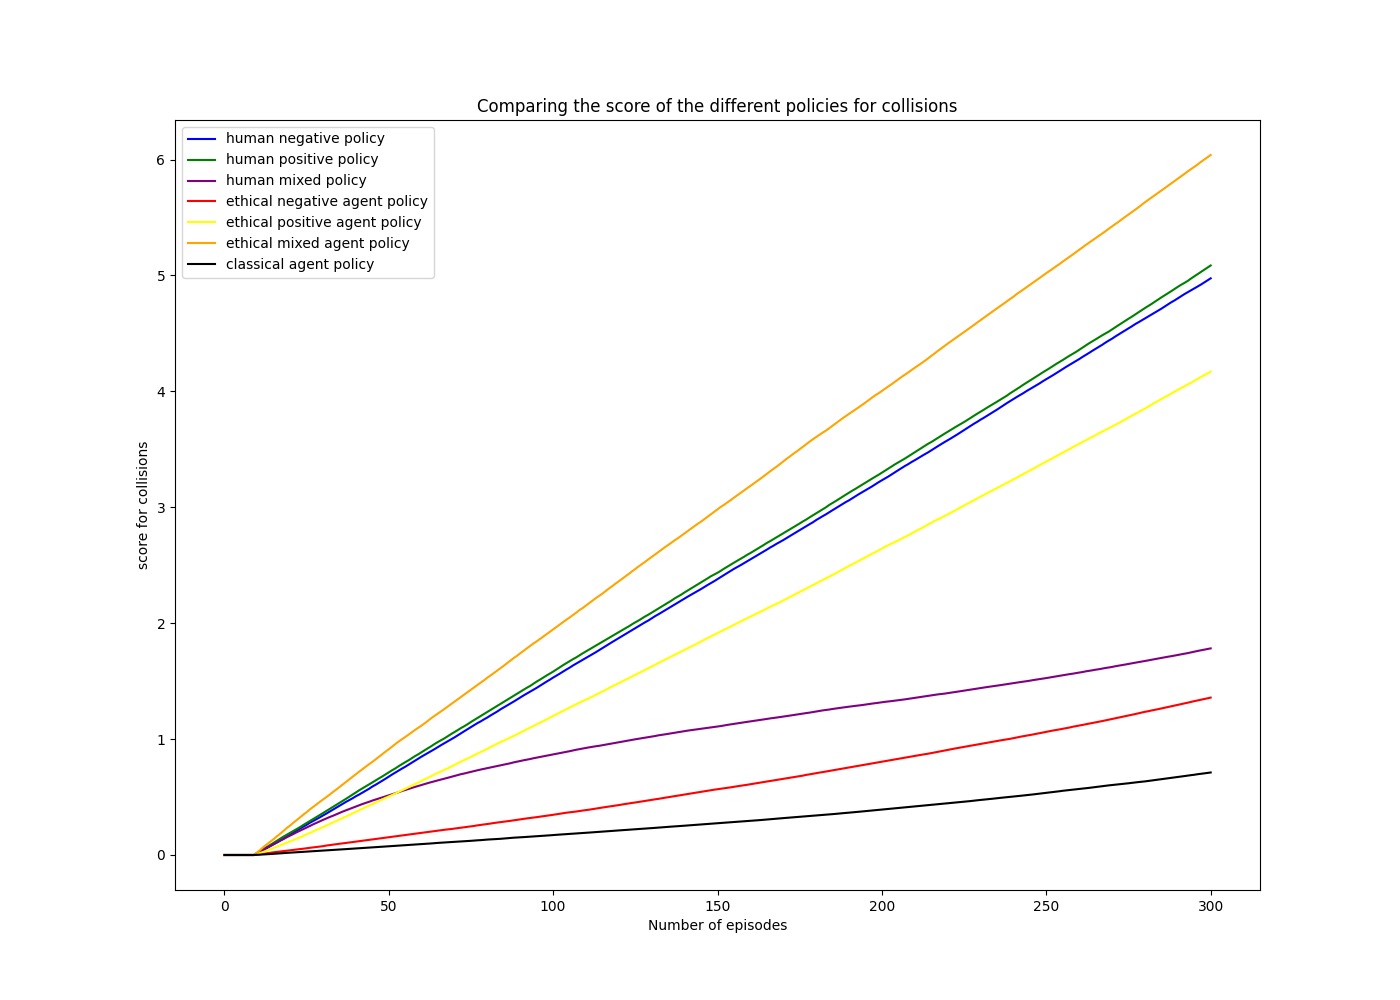 Comparing the score of the different policies for collisions
human negative policy
human positive policy
human mixed policy
ethical negative agent policy
ethical positive agent policy
ethical mixed agent policy
classical agent policy
6
5
4
3
2
1
0
score for collisions
0 50 100 150 200 250 300
Number of episodes